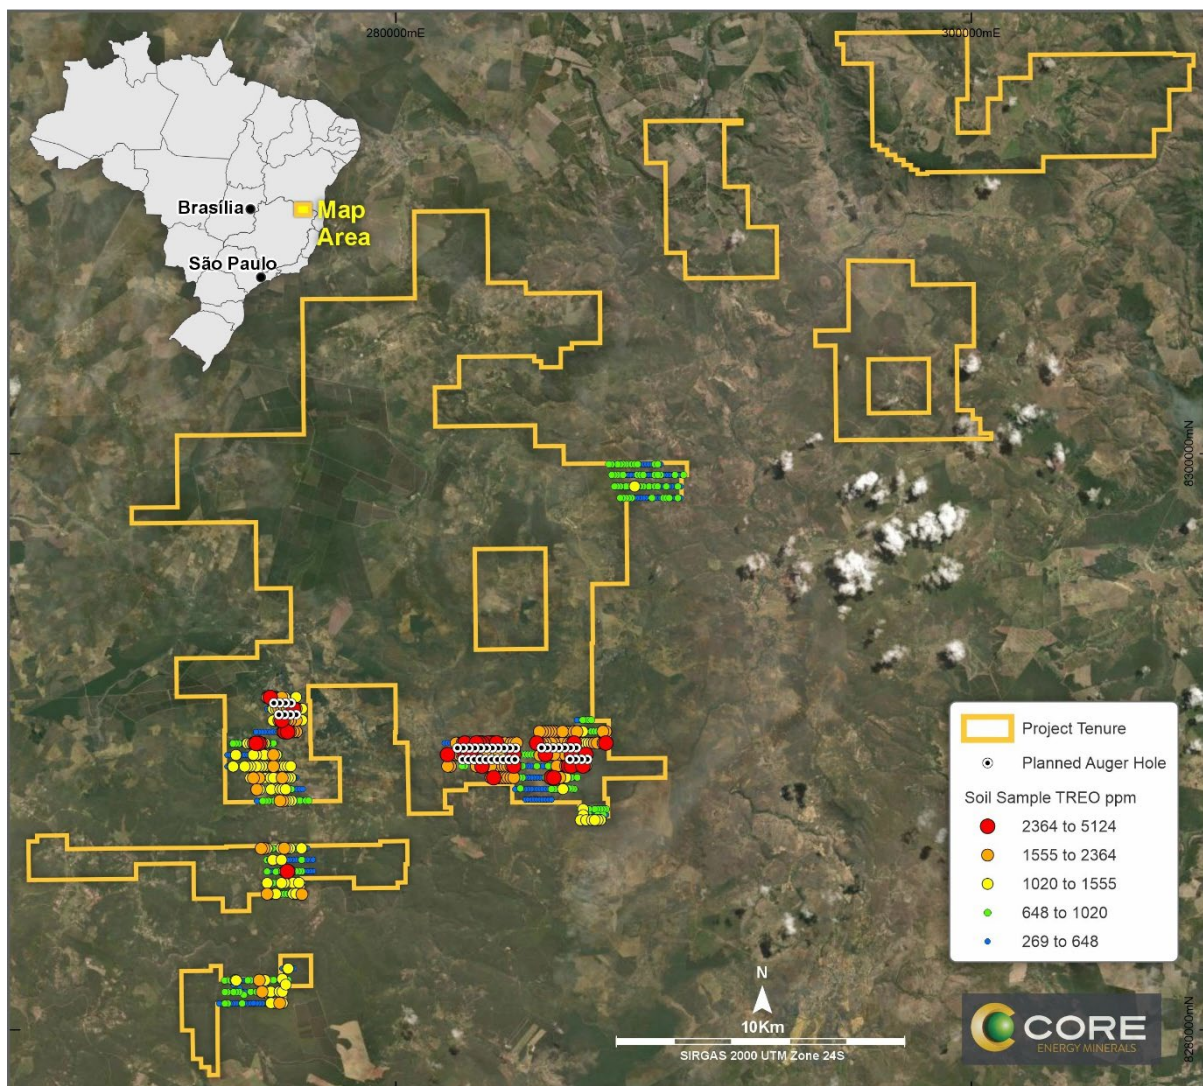 280000mE
300000mE
Brasília
Map
Area
São Paulo
8300000mN
Project Tenure
Planned Auger Hole
Soil Sample TREO ppm
2364 to 5124
1555 to 2364
1020 to 1555
648 to 1020
269 to 648
N
10Km
SIRGAS 2000 UTM Zone 24S
CORE
ENERGY MINERALS
8280000mN